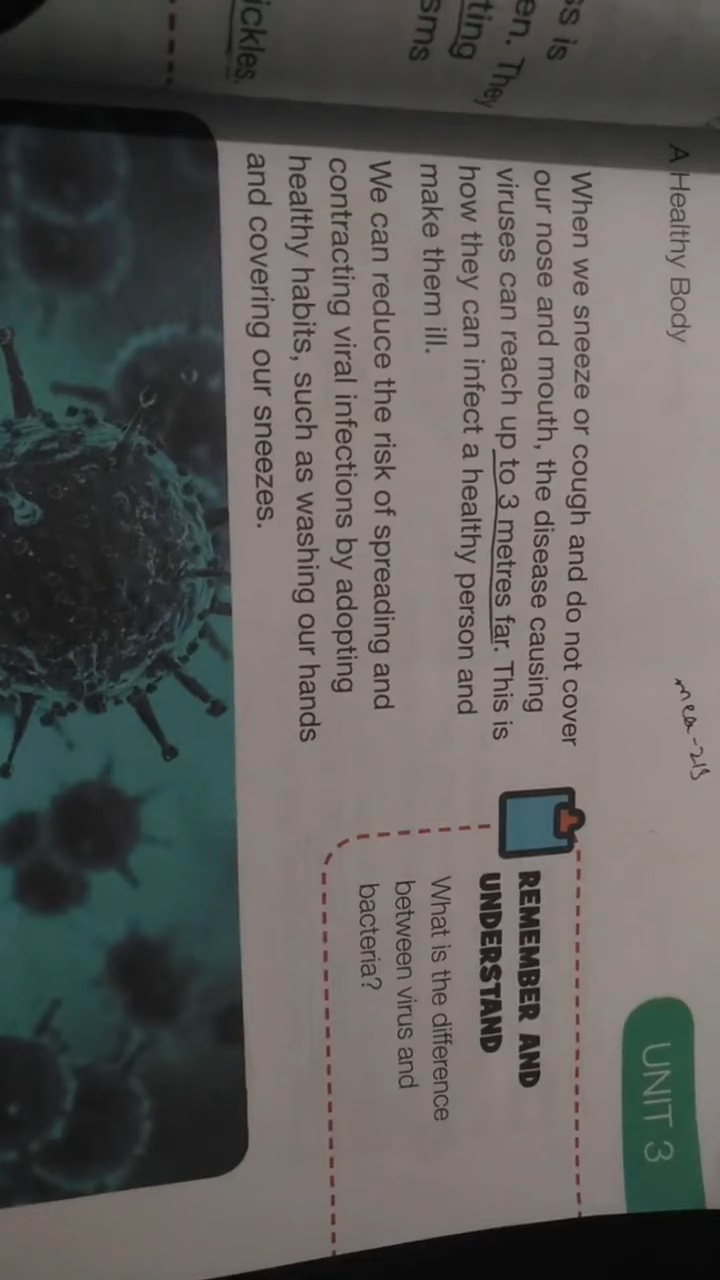 ss is
en. They
ting
sms
ickles.
A Healthy Body
UNIT 3
When we sneeze or cough and do not cover
our nose and mouth, the disease causing
viruses can reach up to 3 metres far. This is
how they can infect a healthy person and
make them ill.
We can reduce the risk of spreading and
contracting viral infections by adopting
healthy habits, such as washing our hands
and covering our sneezes.
REMEMBER AND
UNDERSTAND
What is the difference
between virus and
bacteria?